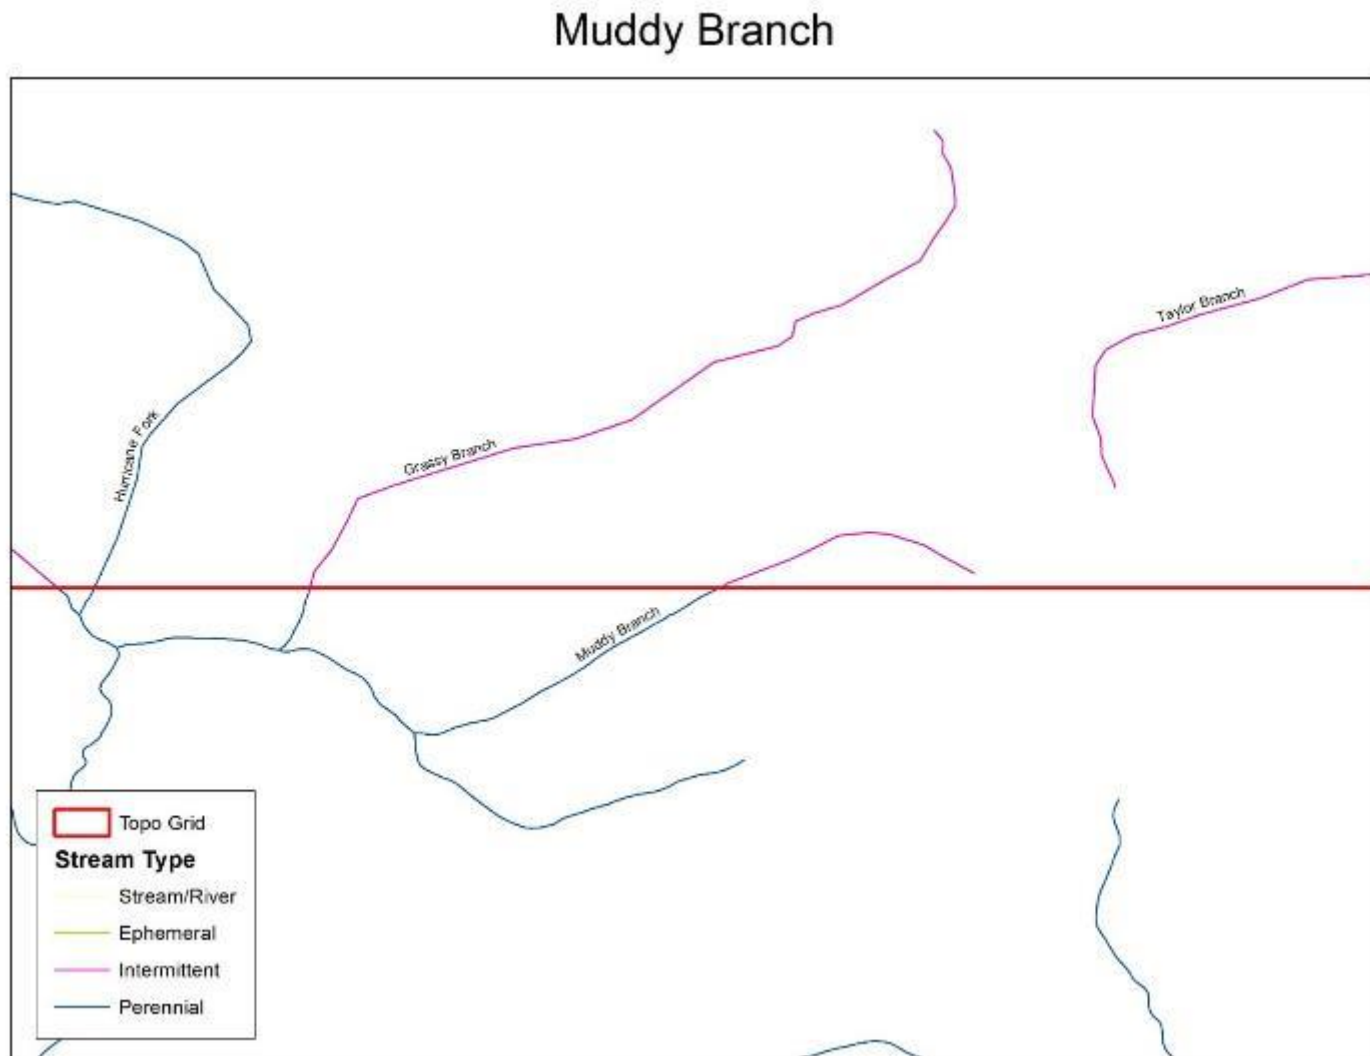 Muddy Branch
Taylor Branch
Hurricane Fork
Grassy Branch
Muddy Branch
Topo Grid
Stream Type
Stream/River
Ephemeral
Intermittent
Perennial